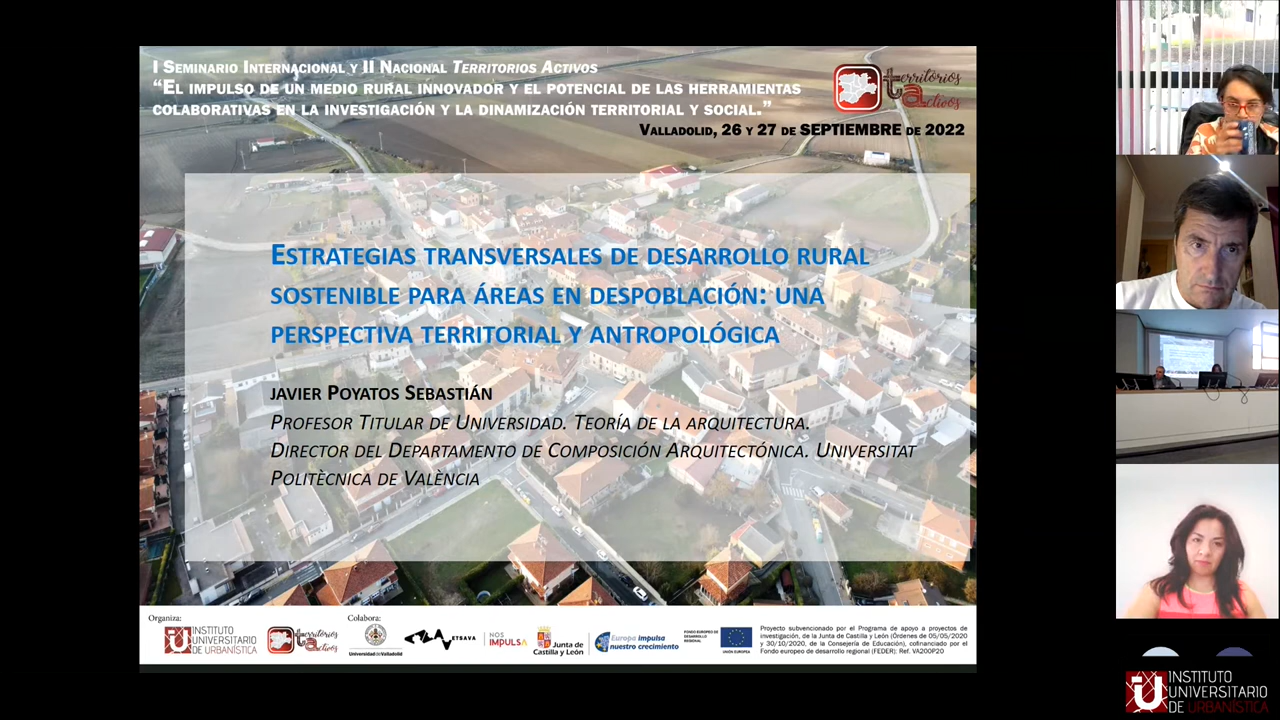 I Seminario Internacional y II Nacional Territorios Activos
“El impulso de un medio rural innovador y el potencial de las herramientas
colaborativas en la investigación y la dinamización territorial y social.”
territorios
activos
Valladolid, 26 y 27 de SEPTIEMBRE de 2022
Estrategias transversales de desarrollo rural
sostenible para áreas en despoblación: una
perspectiva territorial y antropológica
Javier Poyatos Sebastián
Profesor Titular de Universidad. Teoría de la arquitectura.
Director del Departamento de Composición Arquitectónica. Universitat
Politècnica de València
Organiza:
INSTITUTO
UNIVERSITARIO
DE URBANÍSTICA
territorios
activos
Colabora:
Universidad de Valladolid
ETSAVA
NOS
IMPULSA
Junta de
Castilla y León
Europa impulsa
nuestro crecimiento
FONDO EUROPEO DE
DESARROLLO
REGIONAL
UNIÓN EUROPEA
Proyecto subvencionado por el Programa de apoyo a proyectos de
investigación, de la Junta de Castilla y León (Órdenes de 05/05/2020
y 30/10/2020, de la Consejería de Educación), cofinanciado por el
Fondo europeo de desarrollo regional (FEDER): Ref. VA200P20
INSTITUTO
UNIVERSITARIO
DE URBANÍSTICA